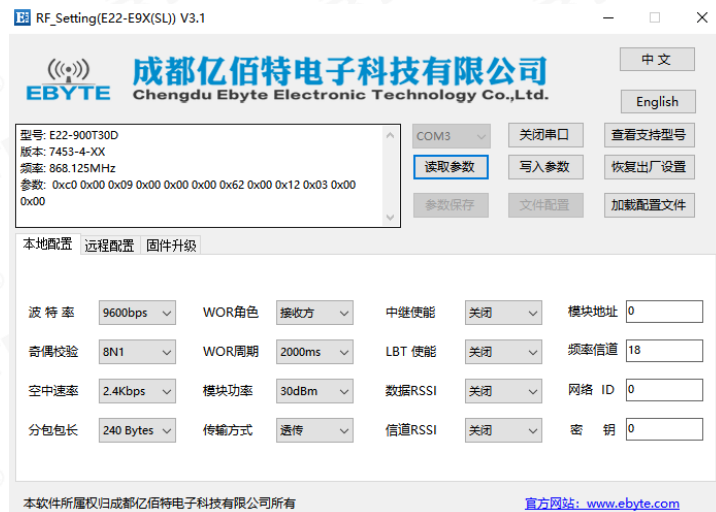 RF_Setting(E22-E9X(SL)) V3.1
EBYTE
成都亿佰特电子科技有限公司
Chengdu Ebyte Electronic Technology Co.,Ltd.
中 文
English
型号: E22-900T30D
版本: 7453-4-XX
频率: 868.125MHz
参数: 0xc0 0x00 0x09 0x00 0x00 0x00 0x62 0x00 0x12 0x03 0x00
0x00
COM3 关闭串口 查看支持型号
读取参数 写入参数 恢复出厂设置
参数保存 文件配置 加载配置文件
本地配置 远程配置 固件升级
波 特 率 9600bps WOR角色 接收方 中继使能 关闭 模块地址 0
奇偶校验 8N1 WOR周期 2000ms LBT 使能 关闭 频率信道 18
空中速率 2.4Kbps 模块功率 30dBm 数据RSSI 关闭 网络 ID 0
分包包长 240 Bytes 传输方式 透传 信道RSSI 关闭 密 钥 0
本软件所属权归成都亿佰特电子科技有限公司所有 官方网站: www.ebyte.com